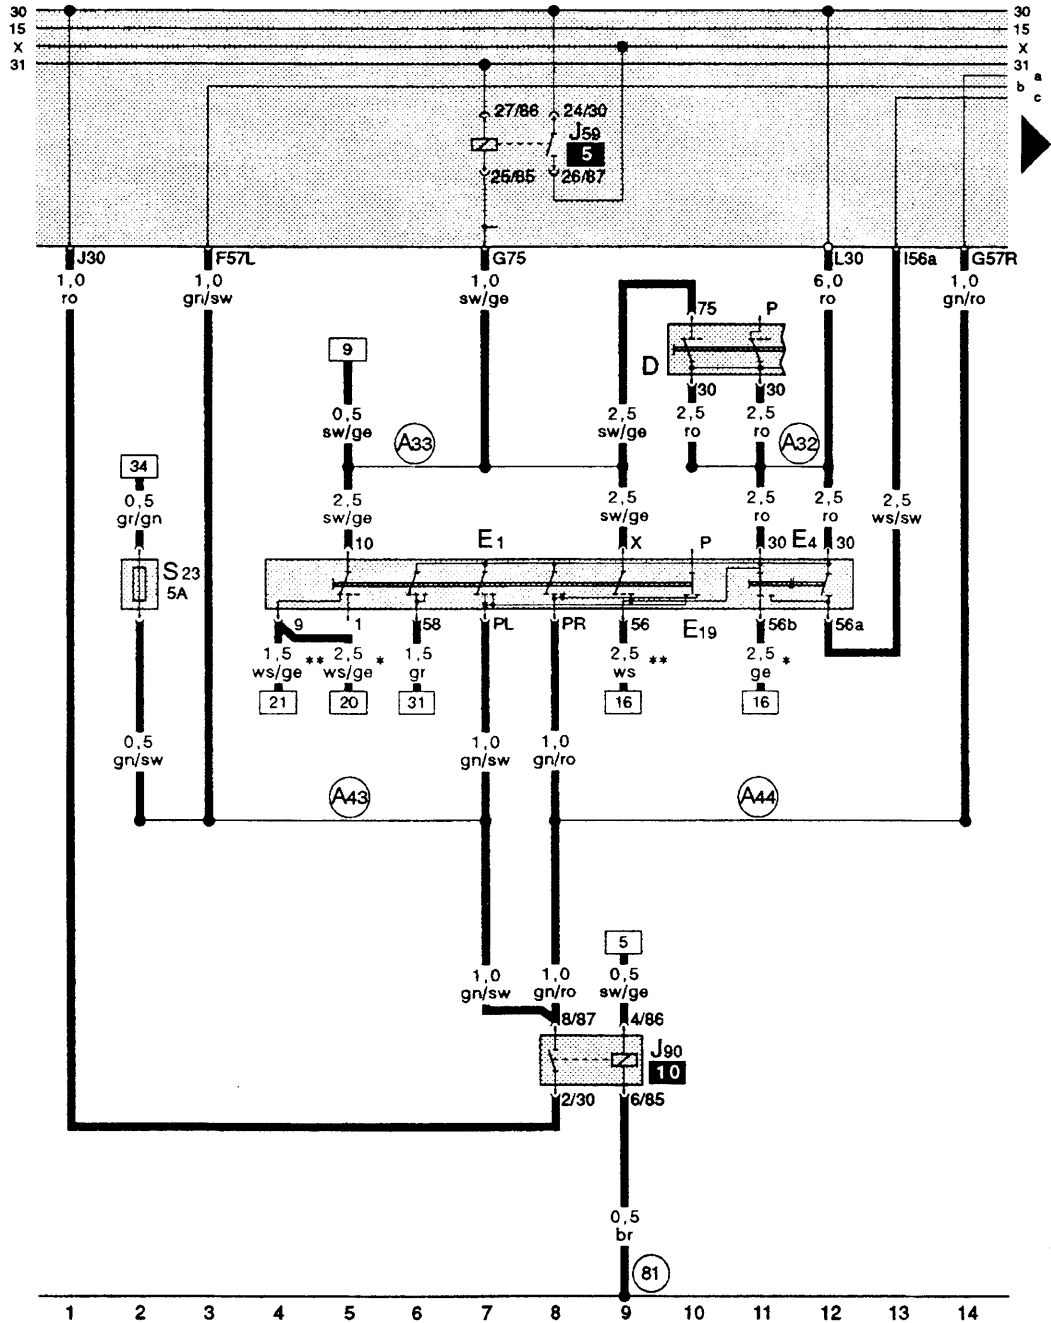 30 30
15 15
X X
31 31
a
b
c
27/86 24/30
J59
5
25/85 26/87
J30 F57L G75 L30 I56a G57R
1,0 1,0 1,0 6,0 1,0
ro gn/sw sw/ge ro gn/ro
75 P
9
D
30 30
0,5 2,5 2,5 2,5
sw/ge sw/ge ro ro
A33 A32
34
0,5 2,5 2,5 2,5 2,5 2,5
gr/gn sw/ge sw/ge ro ro ws/sw
10 E1 X P 30 E4 30
S23
5A
9 1 58 PL PR 56 E19 56b 56a
1,5 ** 2,5 * 1,5 2,5 ** 2,5 *
ws/ge ws/ge gr ws ge
21 20 31 16 16
0,5 1,0 1,0
gn/sw gn/sw gn/ro
A43 A44
5
1,0 1,0 0,5
gn/sw gn/ro sw/ge
8/87 4/86
J90
10
2/30 6/85
0,5
br
81
1 2 3 4 5 6 7 8 9 10 11 12 13 14